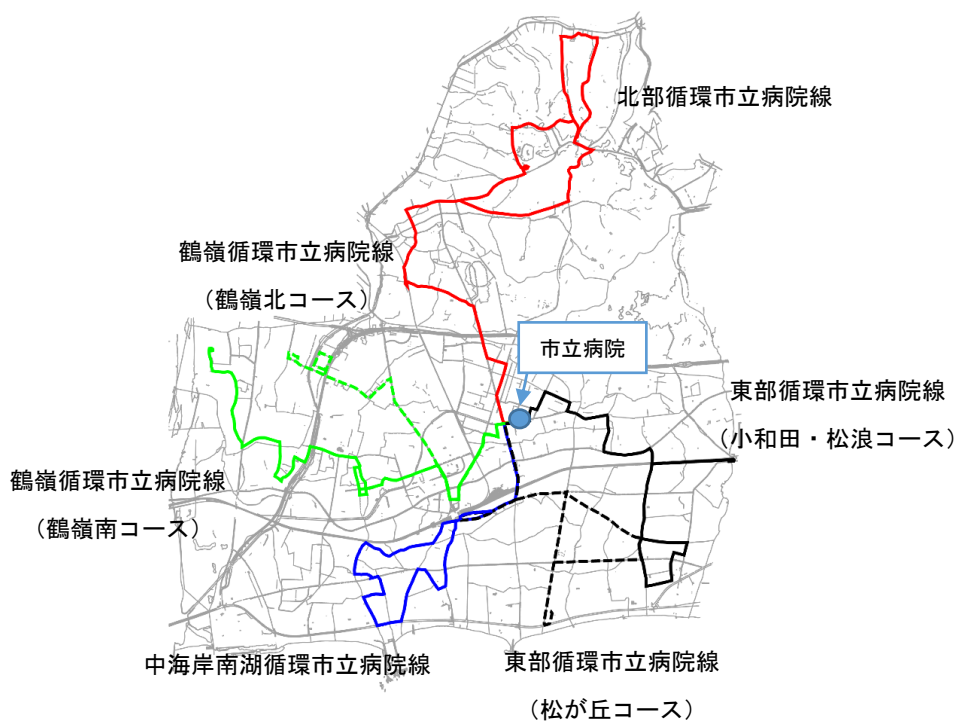 北部循環市立病院線
鶴嶺循環市立病院線
（鶴嶺北コース）
市立病院
東部循環市立病院線
（小和田・松浪コース）
鶴嶺循環市立病院線
（鶴嶺南コース）
中海岸南湖循環市立病院線
東部循環市立病院線
（松が丘コース）